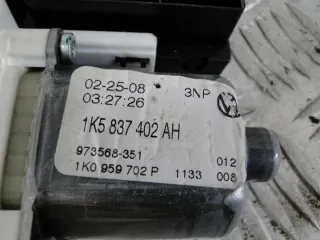 02-25-08 3NP
03:27:26
1K5 837 402 AH
973568-351 012
1K0 959 702 P 1133 008